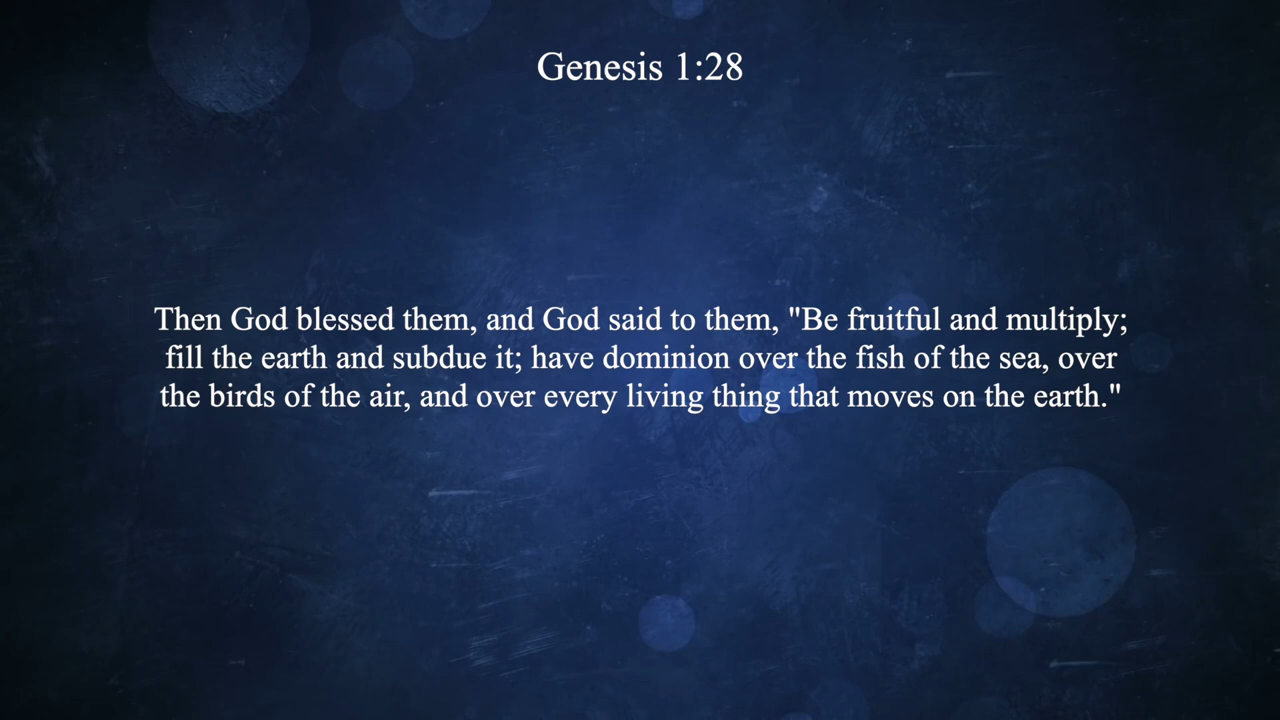 Genesis 1:28
Then God blessed them, and God said to them, "Be fruitful and multiply;
fill the earth and subdue it; have dominion over the fish of the sea, over
the birds of the air, and over every living thing that moves on the earth."